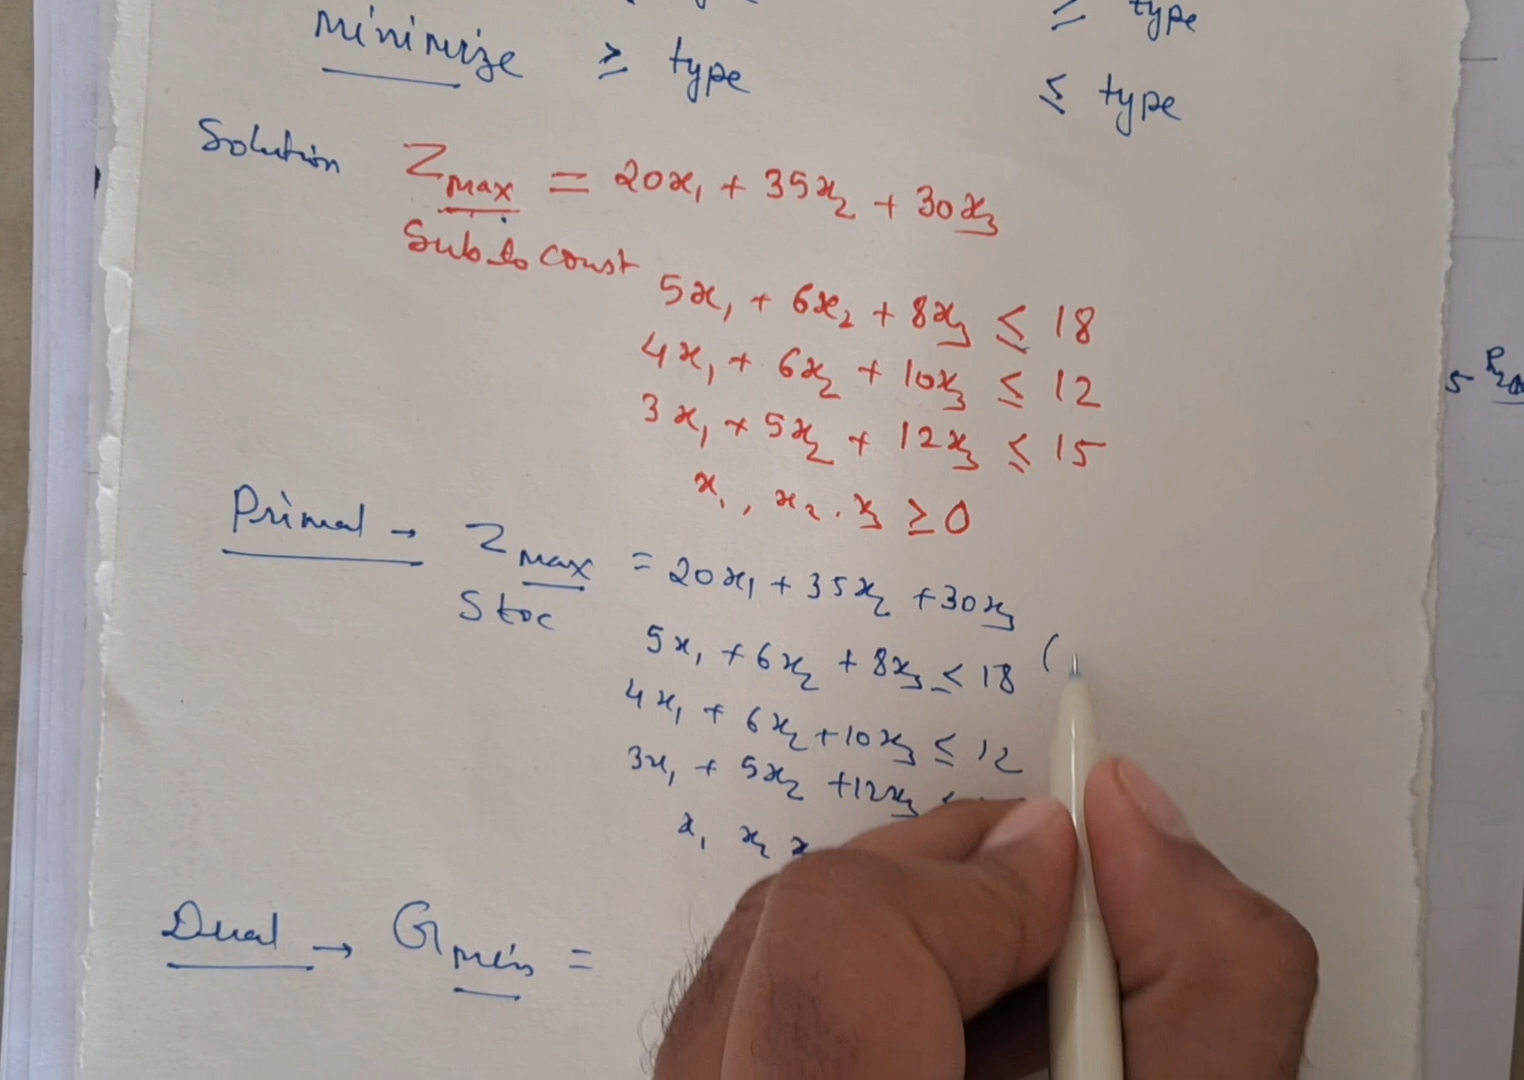 ≥ type
minimize ≥ type ≤ type
Solution Zmax = 20x₁ + 35x₂ + 30x₃
Sub to const
5x₁ + 6x₂ + 8x₃ ≤ 18
4x₁ + 6x₂ + 10x₃ ≤ 12
3x₁ + 5x₂ + 12x₃ ≤ 15
x₁, x₂, x₃ ≥ 0
Primal → Zmax = 20x₁ + 35x₂ + 30x₃
Stoc
5x₁ + 6x₂ + 8x₃ ≤ 18 (
4x₁ + 6x₂ + 10x₃ ≤ 12
3x₁ + 5x₂ + 12x₃ ≤
x₁ x₂ x
Dual → Gmin =